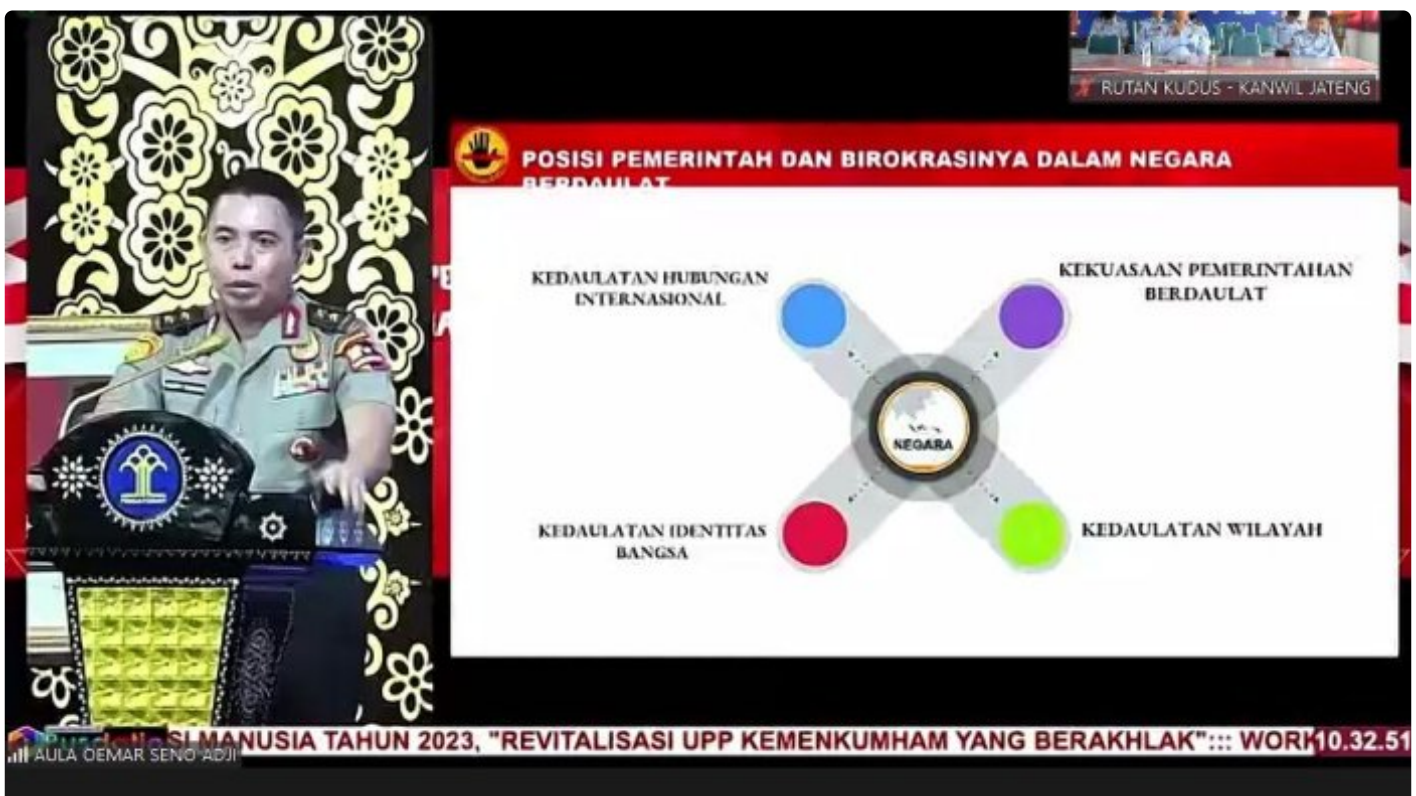 RUTAN KUDUS - KANWIL JATENG
POSISI PEMERINTAH DAN BIROKRASINYA DALAM NEGARA
BERDAULAT
KEDAULATAN HUBUNGAN
INTERNASIONAL
KEKUASAAN PEMERINTAHAN
BERDAULAT
NEGARA
KEDAULATAN IDENTITAS
BANGSA
KEDAULATAN WILAYAH
PENGAYOMAN
SI MANUSIA TAHUN 2023, "REVITALISASI UPP KEMENKUMHAM YANG BERAKHLAK"::: WORK
10.32.51
AULA OEMAR SENO ADJI